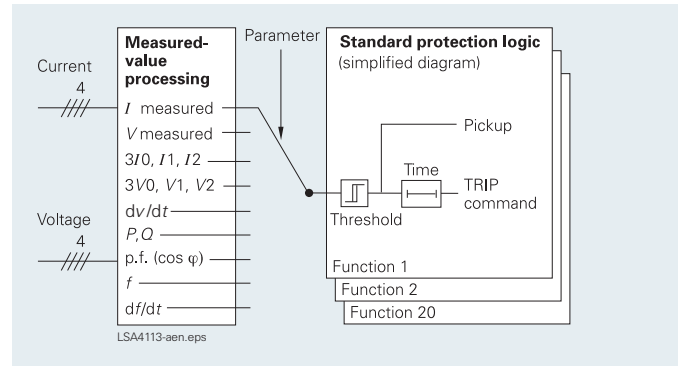 Current
4
Voltage
4
Measured-
value
processing
I measured
V measured
3I0, I1, I2
3V0, V1, V2
dv/dt
P,Q
p.f. (cos φ)
f
df/dt
LSA4113-aen.eps
Parameter
Standard protection logic
(simplified diagram)
Pickup
Time
TRIP
command
Threshold
Function 1
Function 2
Function 20